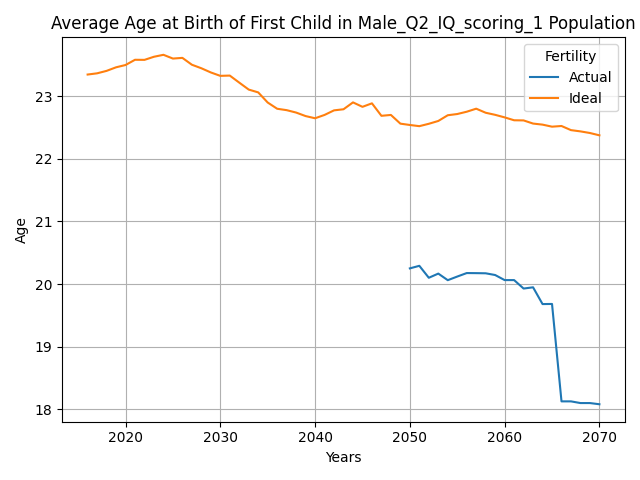 Average Age at Birth of First Child in Male_Q2_IQ_scoring_1 Population
Fertility
Actual
Ideal
Age
23
22
21
20
19
18
2020 2030 2040 2050 2060 2070
Years